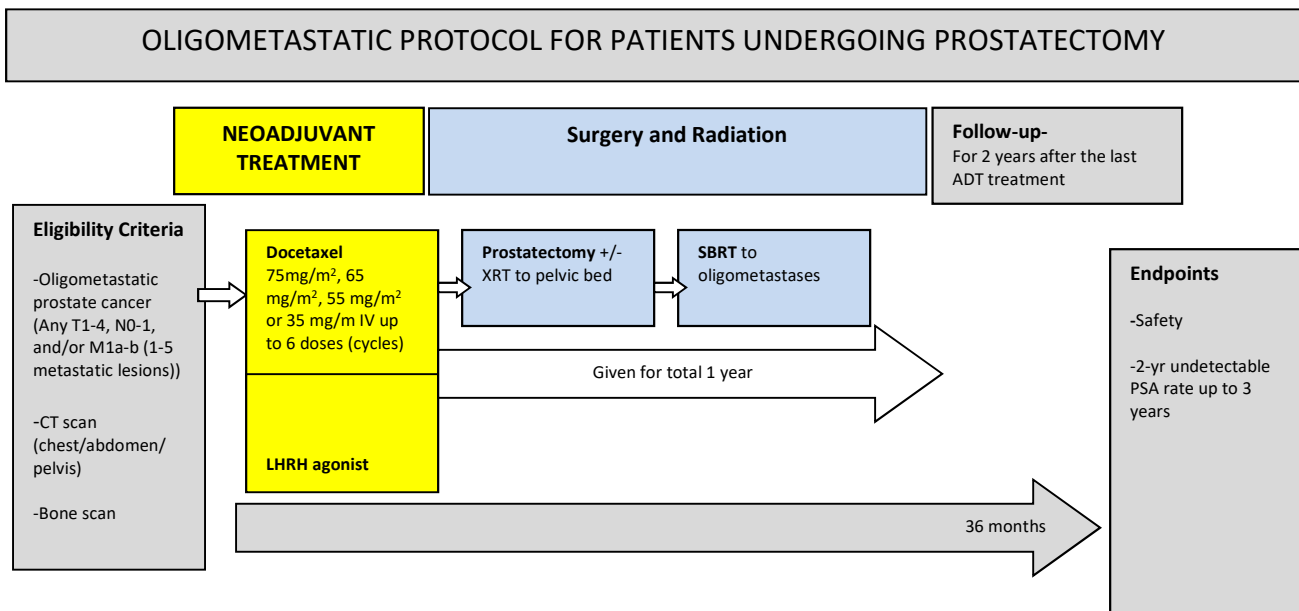 OLIGOMETASTATIC PROTOCOL FOR PATIENTS UNDERGOING PROSTATECTOMY
NEOADJUVANT
TREATMENT
Surgery and Radiation
Follow-up-
For 2 years after the last
ADT treatment
Eligibility Criteria
-Oligometastatic
prostate cancer
(Any T1-4, N0-1,
and/or M1a-b (1-5
metastatic lesions))
-CT scan
(chest/abdomen/
pelvis)
-Bone scan
Docetaxel
75mg/m², 65
mg/m², 55 mg/m²
or 35 mg/m IV up
to 6 doses (cycles)
LHRH agonist
Prostatectomy +/-
XRT to pelvic bed
SBRT to
oligometastases
Given for total 1 year
36 months
Endpoints
-Safety
-2-yr undetectable
PSA rate up to 3
years